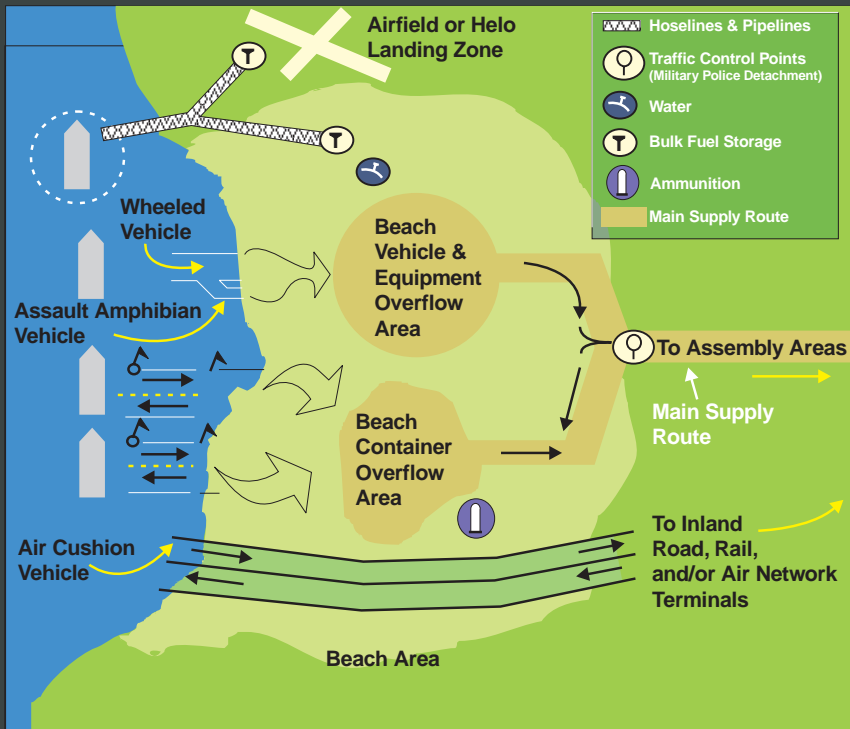 Airfield or Helo
Landing Zone
Hoselines & Pipelines
Traffic Control Points
(Military Police Detachment)
Water
Bulk Fuel Storage
Ammunition
Main Supply Route
Wheeled
Vehicle
Beach
Vehicle &
Equipment
Overflow
Area
Assault Amphibian
Vehicle
To Assembly Areas
Main Supply
Route
Beach
Container
Overflow
Area
Air Cushion
Vehicle
To Inland
Road, Rail,
and/or Air Network
Terminals
Beach Area